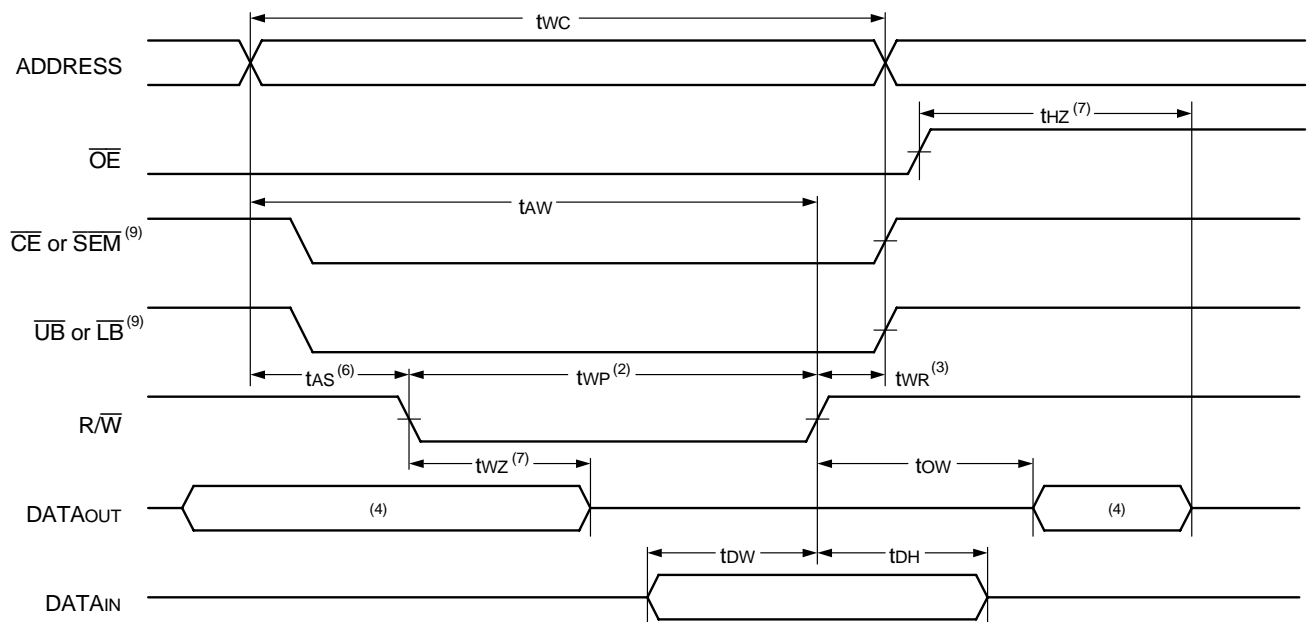 tWC
ADDRESS
tHZ (7)
OE
tAW
CE or SEM (9)
UB or LB (9)
tAS (6) tWP (2) tWR (3)
R/W
tWZ (7) tOW
DATAOUT (4) (4)
tDW tDH
DATAIN